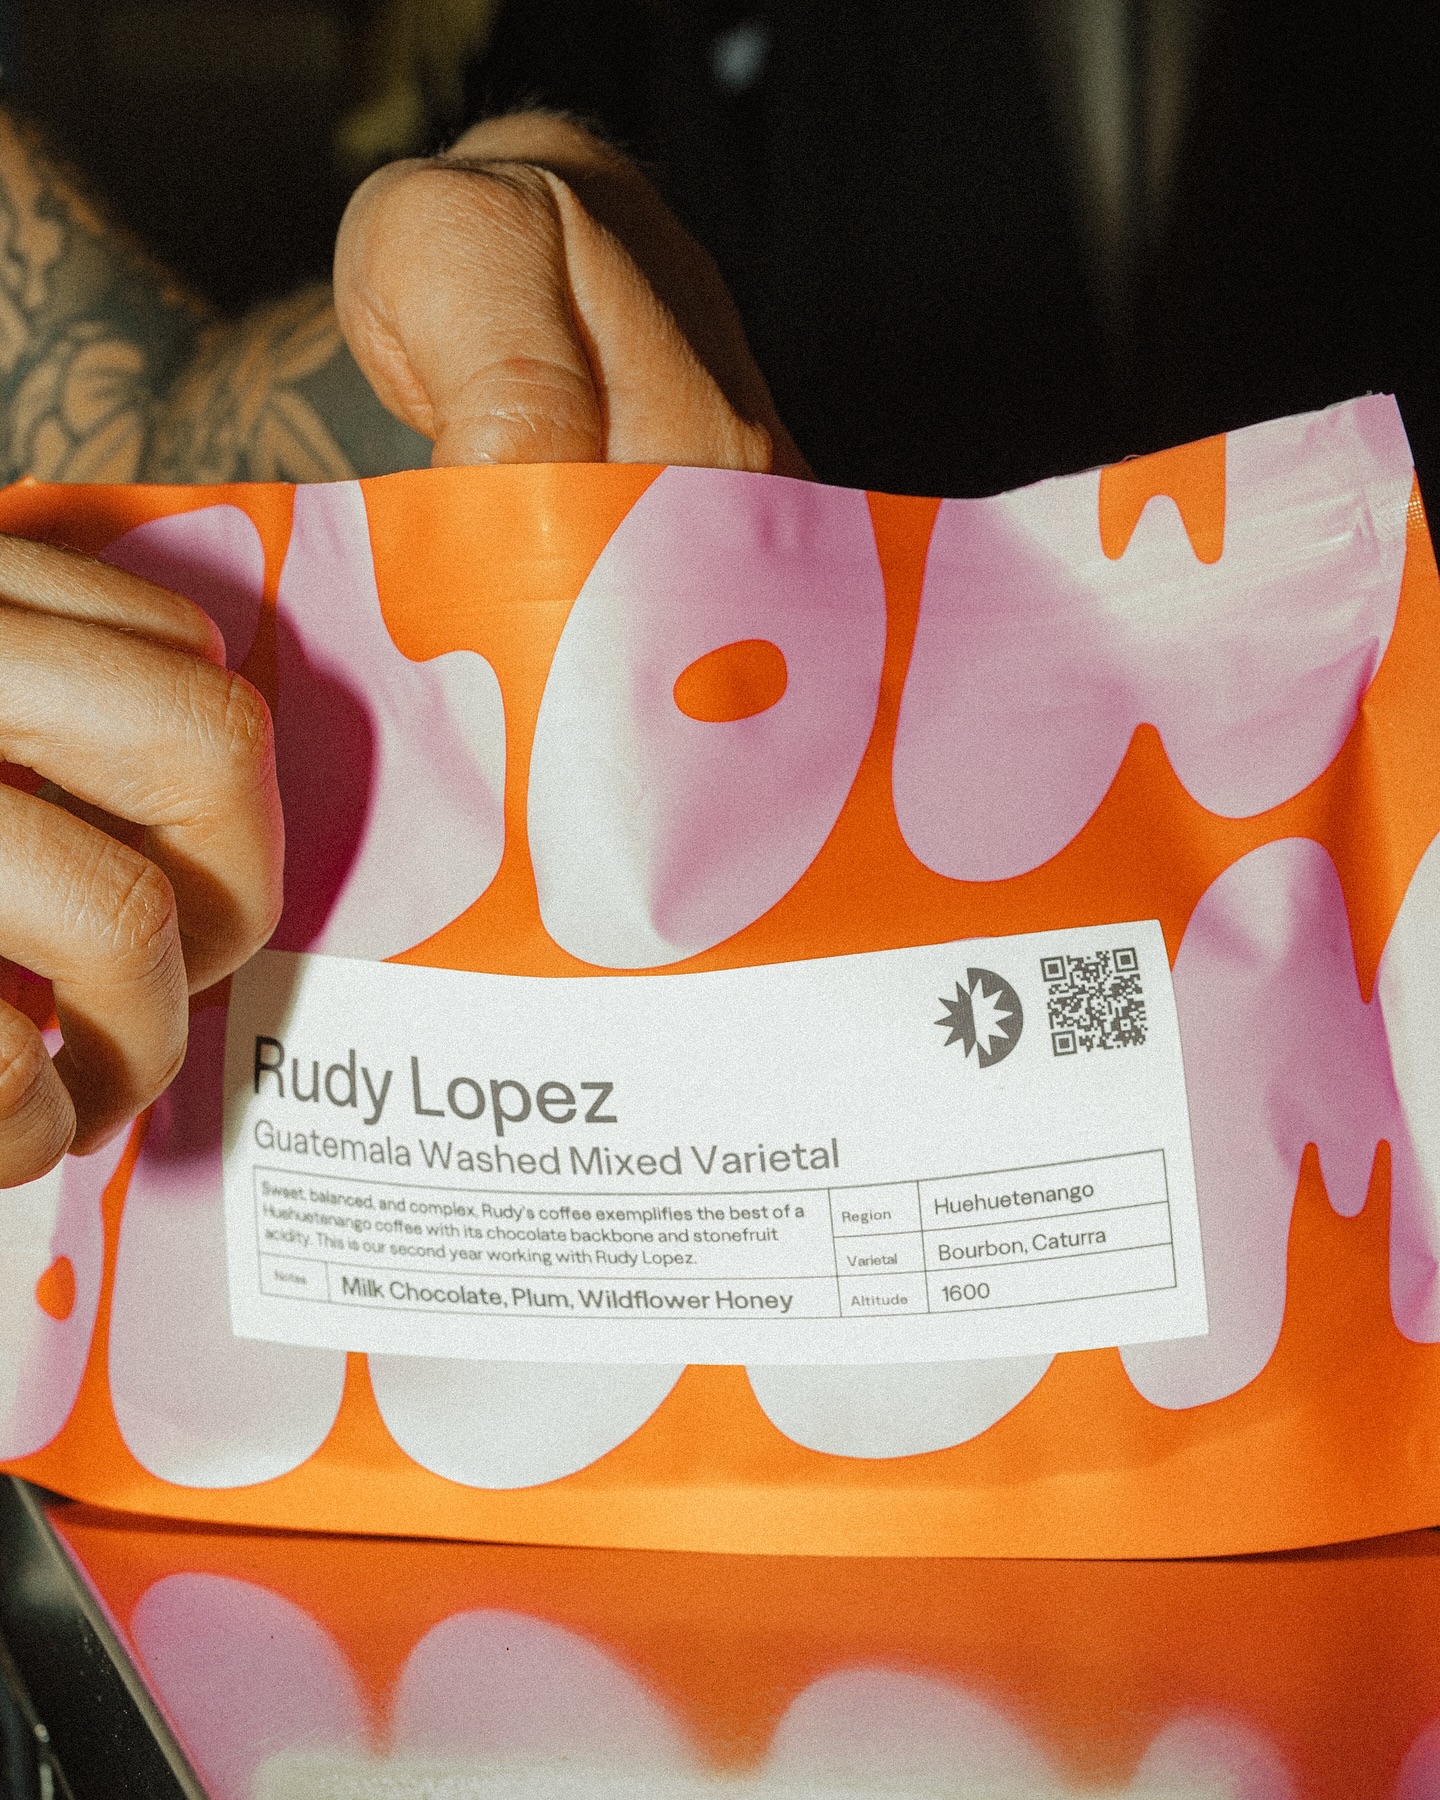 Rudy Lopez
Guatemala Washed Mixed Varietal
Sweet, balanced, and complex, Rudy's coffee exemplifies the best of a
Huehuetenango coffee with its chocolate backbone and stonefruit
acidity. This is our second year working with Rudy Lopez.
Notes
Milk Chocolate, Plum, Wildflower Honey
Region
Huehuetenango
Varietal
Bourbon, Caturra
Altitude
1600